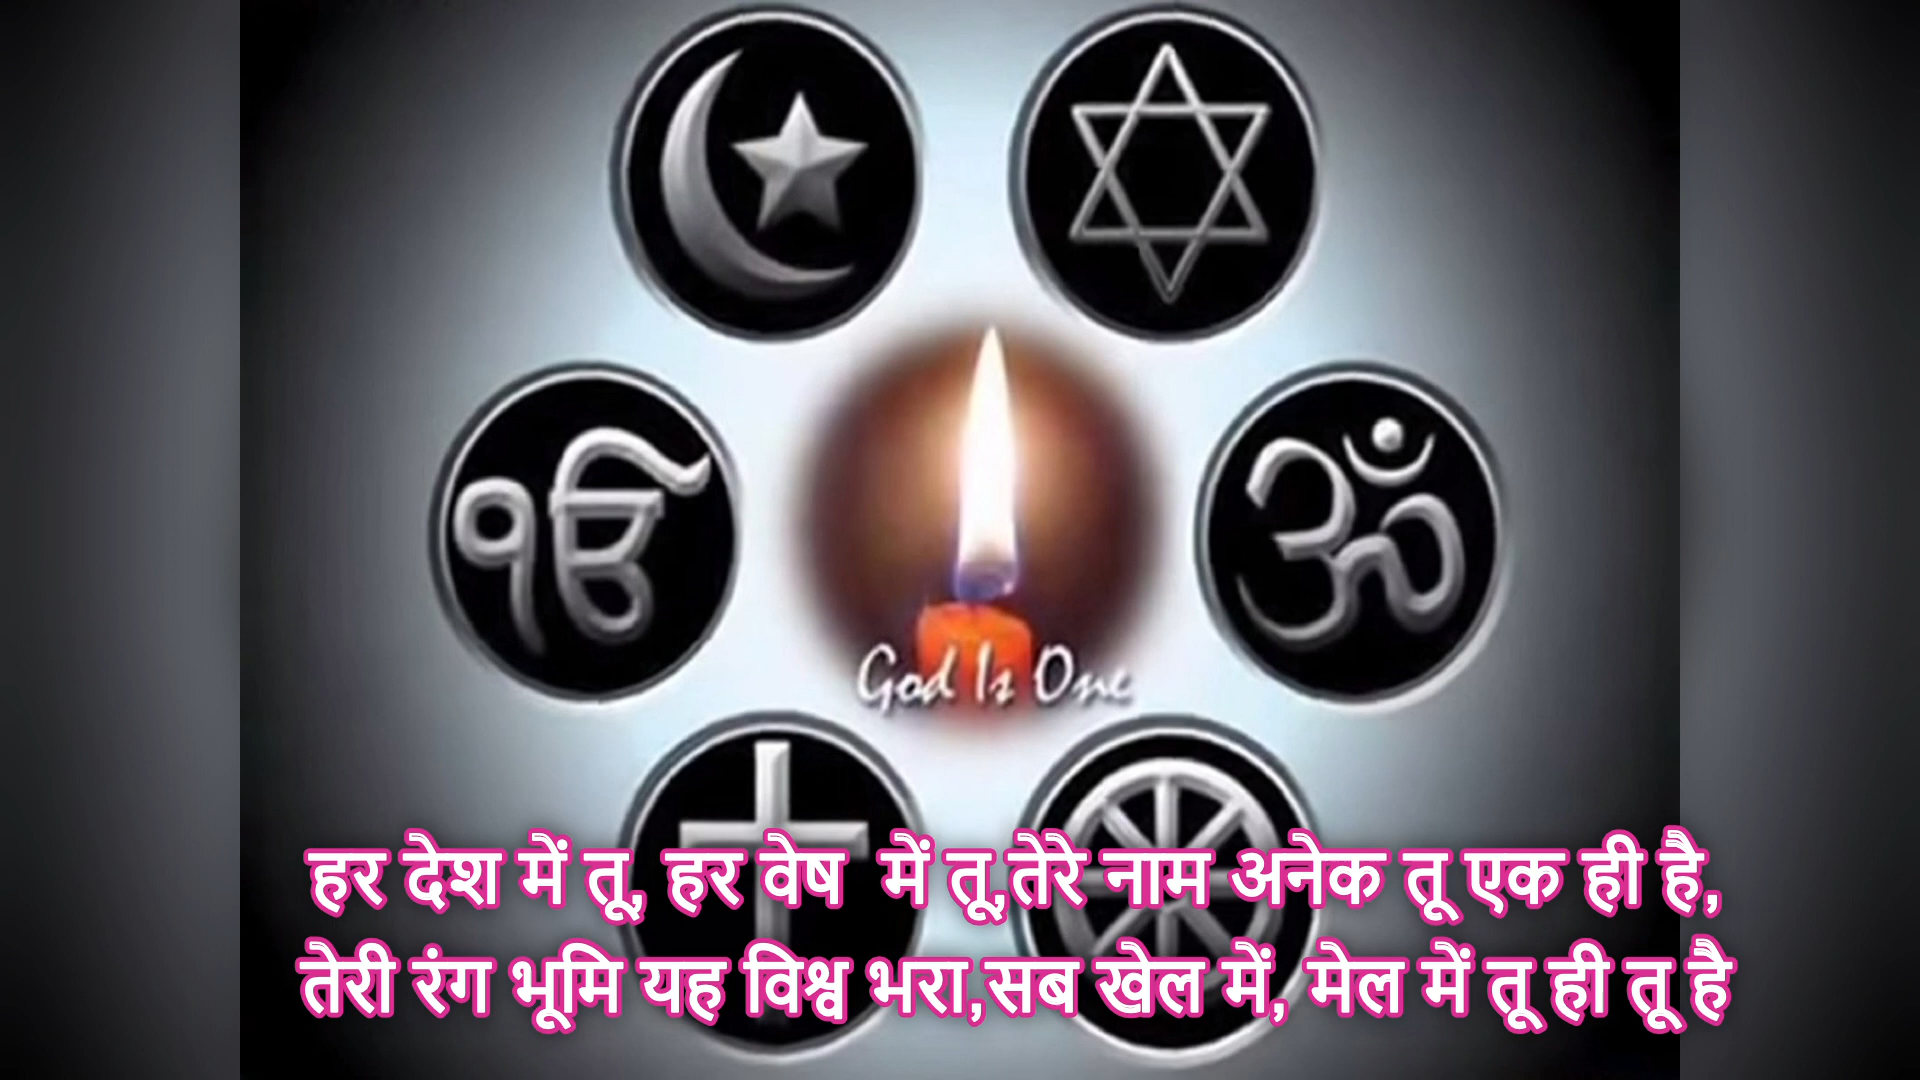 ੴ
ॐ
God Is One
हर देश में तू, हर वेष में तू,तेरे नाम अनेक तू एक ही है,
तेरी रंग भूमि यह विश्व भरा,सब खेल में, मेल में तू ही तू है